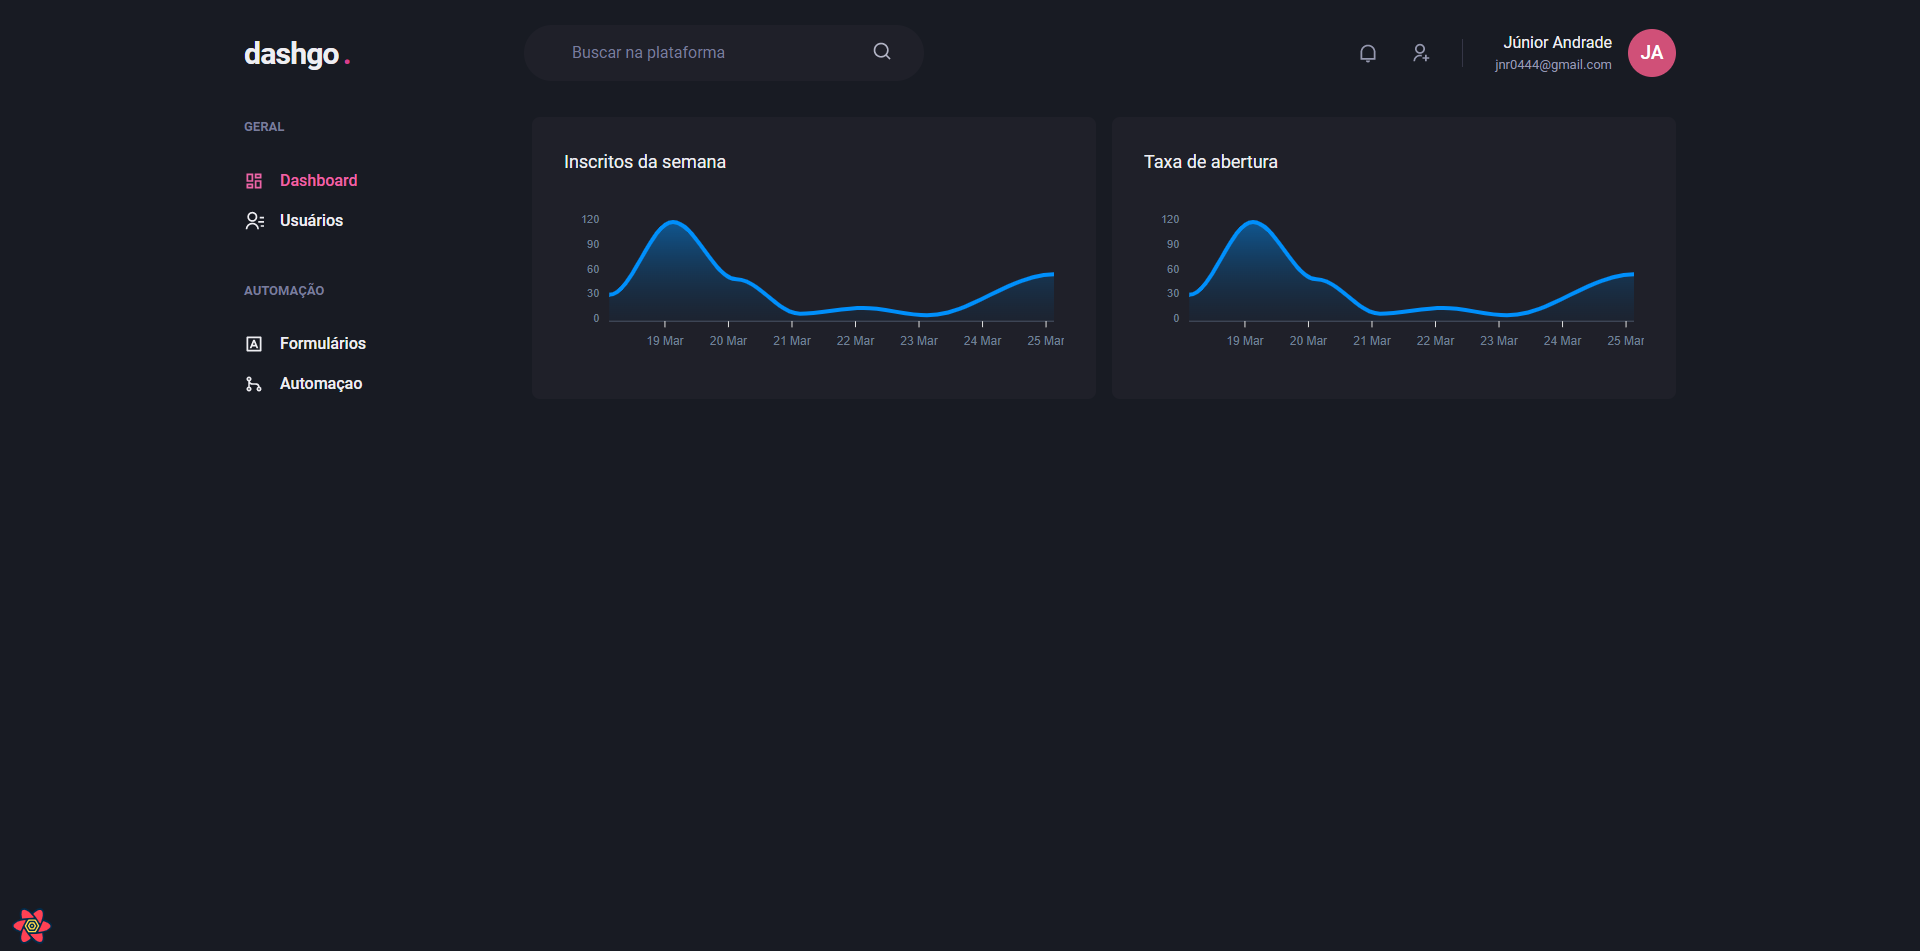 dashgo.
Buscar na plataforma
Júnior Andrade
jnr0444@gmail.com
JA
GERAL
Dashboard
Usuários
AUTOMAÇÃO
Formulários
Automaçao
Inscritos da semana
120
90
60
30
0
19 Mar 20 Mar 21 Mar 22 Mar 23 Mar 24 Mar 25 Mar
Taxa de abertura
120
90
60
30
0
19 Mar 20 Mar 21 Mar 22 Mar 23 Mar 24 Mar 25 Mar